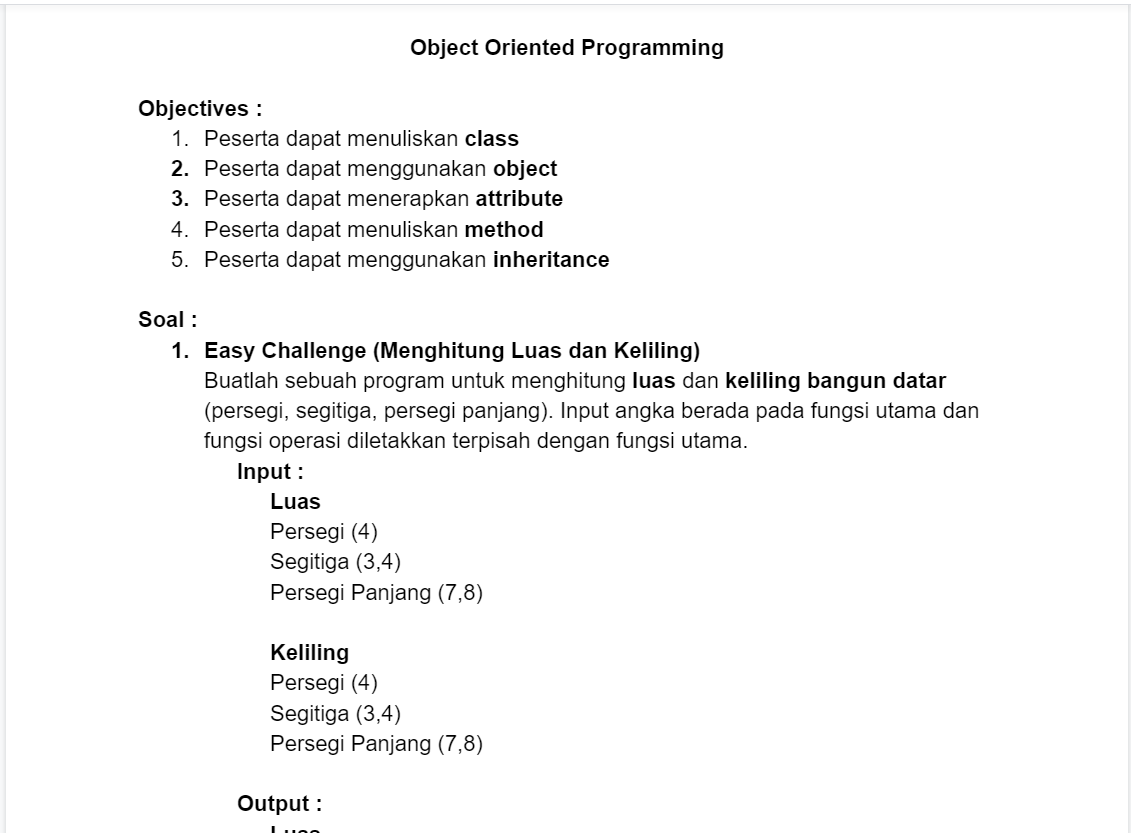 Object Oriented Programming
Objectives :
1. Peserta dapat menuliskan class
2. Peserta dapat menggunakan object
3. Peserta dapat menerapkan attribute
4. Peserta dapat menuliskan method
5. Peserta dapat menggunakan inheritance
Soal :
1. Easy Challenge (Menghitung Luas dan Keliling)
Buatlah sebuah program untuk menghitung luas dan keliling bangun datar
(persegi, segitiga, persegi panjang). Input angka berada pada fungsi utama dan
fungsi operasi diletakkan terpisah dengan fungsi utama.
Input :
Luas
Persegi (4)
Segitiga (3,4)
Persegi Panjang (7,8)
Keliling
Persegi (4)
Segitiga (3,4)
Persegi Panjang (7,8)
Output :
Luas